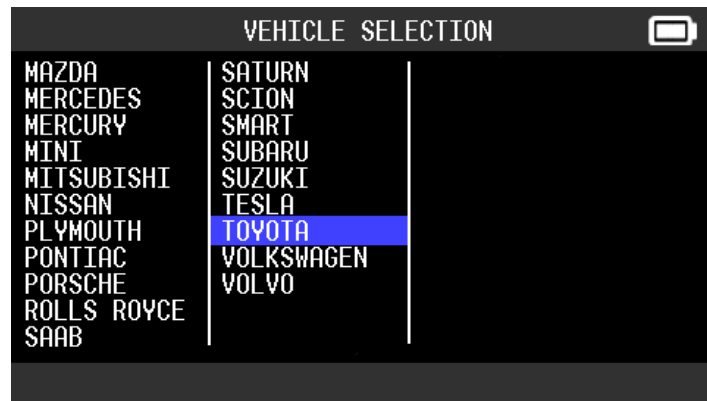 VEHICLE SELECTION
MAZDA
MERCEDES
MERCURY
MINI
MITSUBISHI
NISSAN
PLYMOUTH
PONTIAC
PORSCHE
ROLLS ROYCE
SAAB
SATURN
SCION
SMART
SUBARU
SUZUKI
TESLA
TOYOTA
VOLKSWAGEN
VOLVO